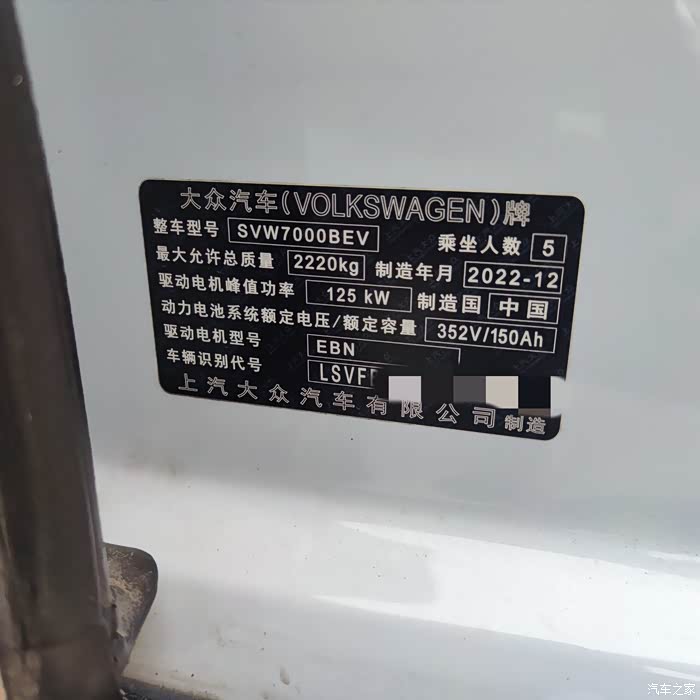 大众汽车(VOLKSWAGEN)牌
整车型号 SVW7000BEV 乘坐人数 5
最大允许总质量 2220kg 制造年月 2022-12
驱动电机峰值功率 125 kW 制造国 中国
动力电池系统额定电压/额定容量 352V/150Ah
驱动电机型号 EBN
车辆识别代号 LSVF
上汽大众汽车有限公司 制造
汽车之家